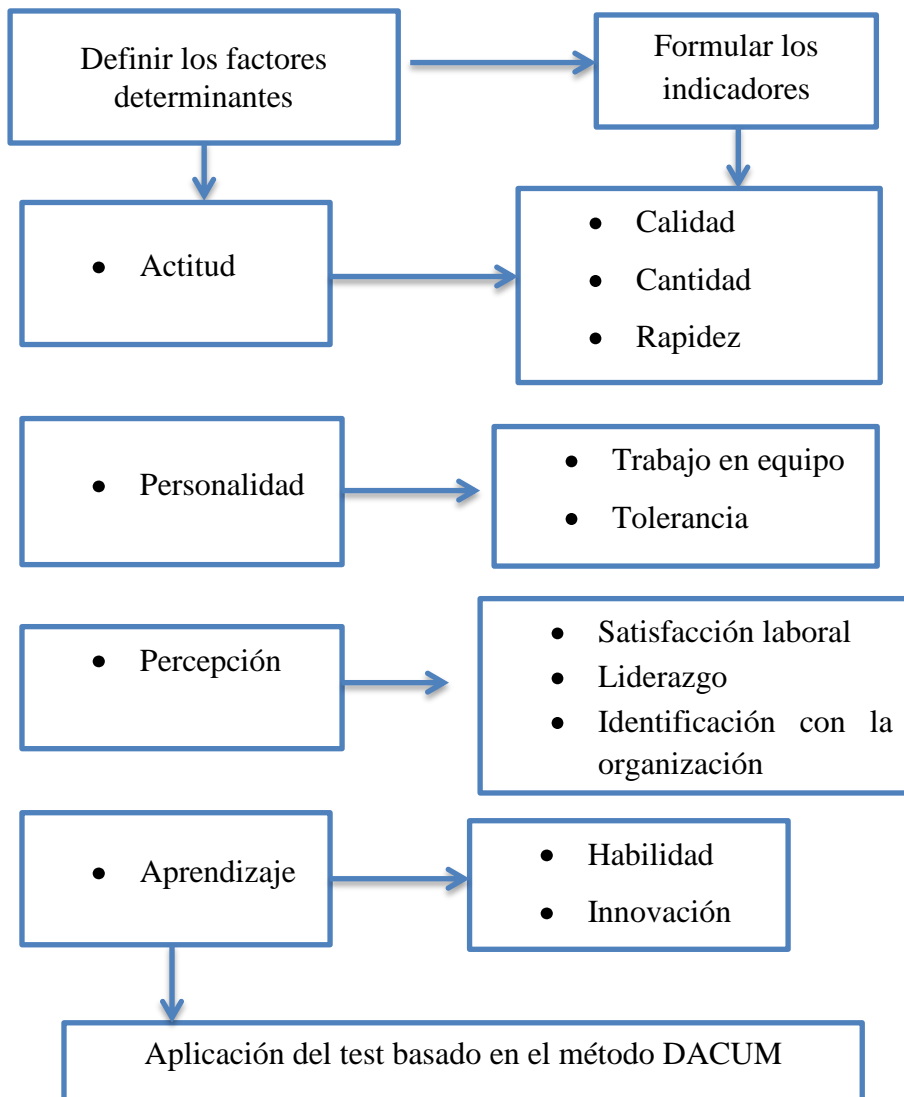 Definir los factores
determinantes
Formular los
indicadores
• Actitud
• Calidad
• Cantidad
• Rapidez
• Personalidad
• Trabajo en equipo
• Tolerancia
• Percepción
• Satisfacción laboral
• Liderazgo
• Identificación con la
organización
• Aprendizaje
• Habilidad
• Innovación
Aplicación del test basado en el método DACUM